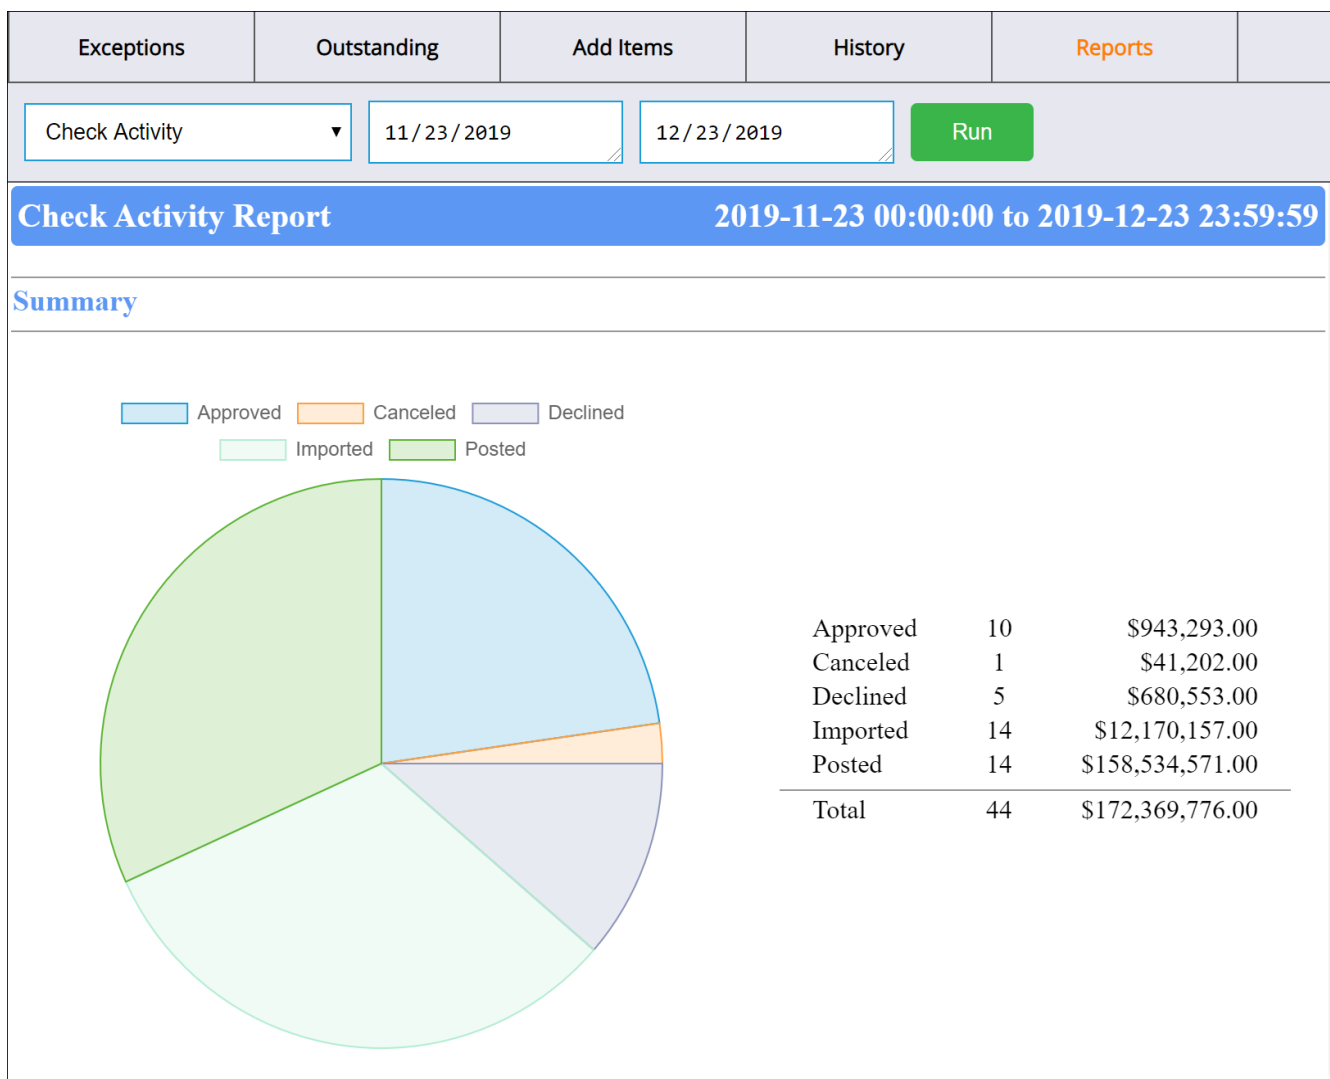 Exceptions Outstanding Add Items History Reports
Check Activity 11/23/2019 12/23/2019 Run
Check Activity Report 2019-11-23 00:00:00 to 2019-12-23 23:59:59
Summary
Approved Canceled Declined
Imported Posted
Approved 10 $943,293.00
Canceled 1 $41,202.00
Declined 5 $680,553.00
Imported 14 $12,170,157.00
Posted 14 $158,534,571.00
Total 44 $172,369,776.00